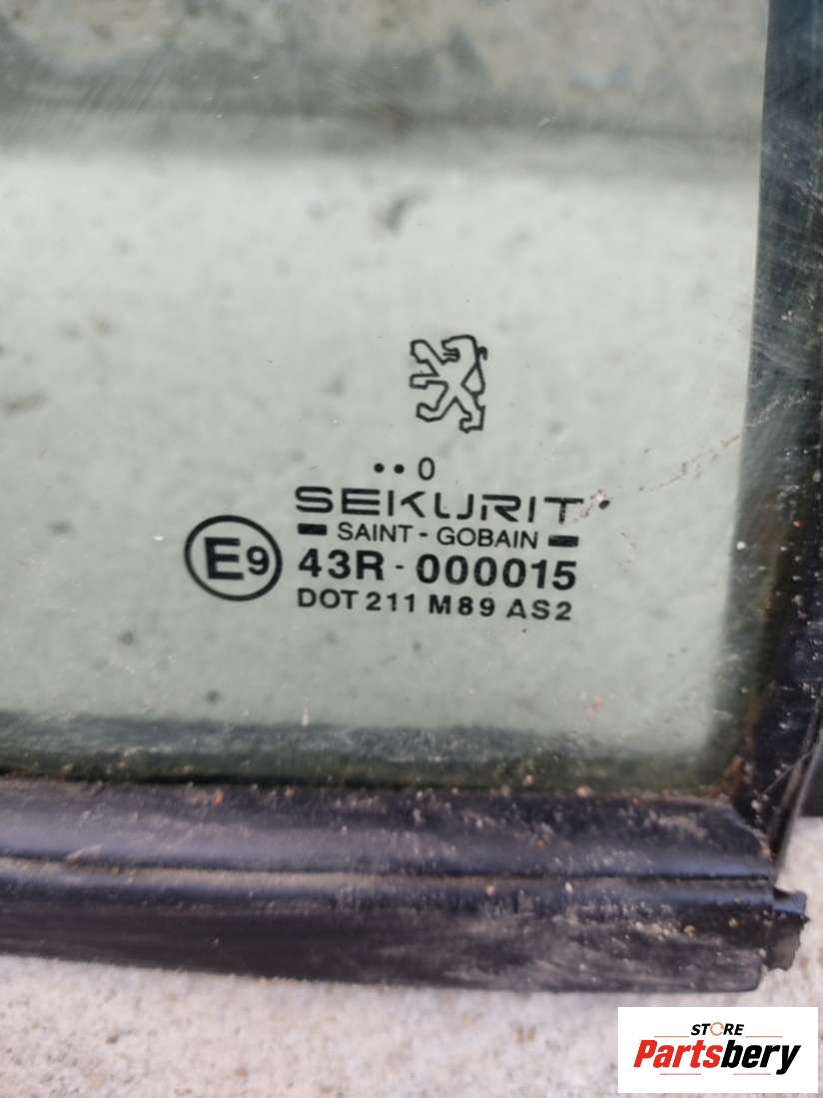 ••0
SEKURIT
SAINT - GOBAIN
E9
43R - 000015
DOT 211 M89 AS2
STORE
Partsbery